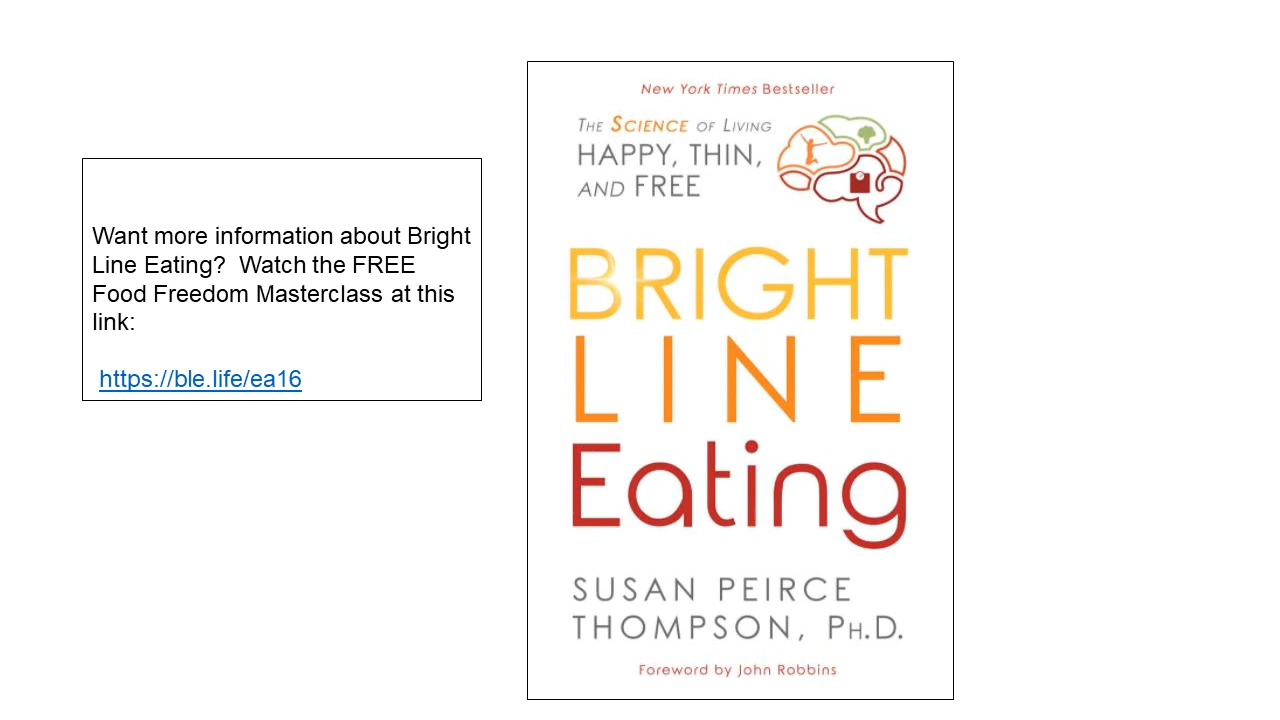 Want more information about Bright
Line Eating?  Watch the FREE
Food Freedom Masterclass at this
link:
https://ble.life/ea16
New York Times Bestseller
THE SCIENCE OF LIVING
HAPPY, THIN,
AND FREE
BRIGHT
LINE
Eating
SUSAN PEIRCE
THOMPSON, PH.D.
Foreword by John Robbins